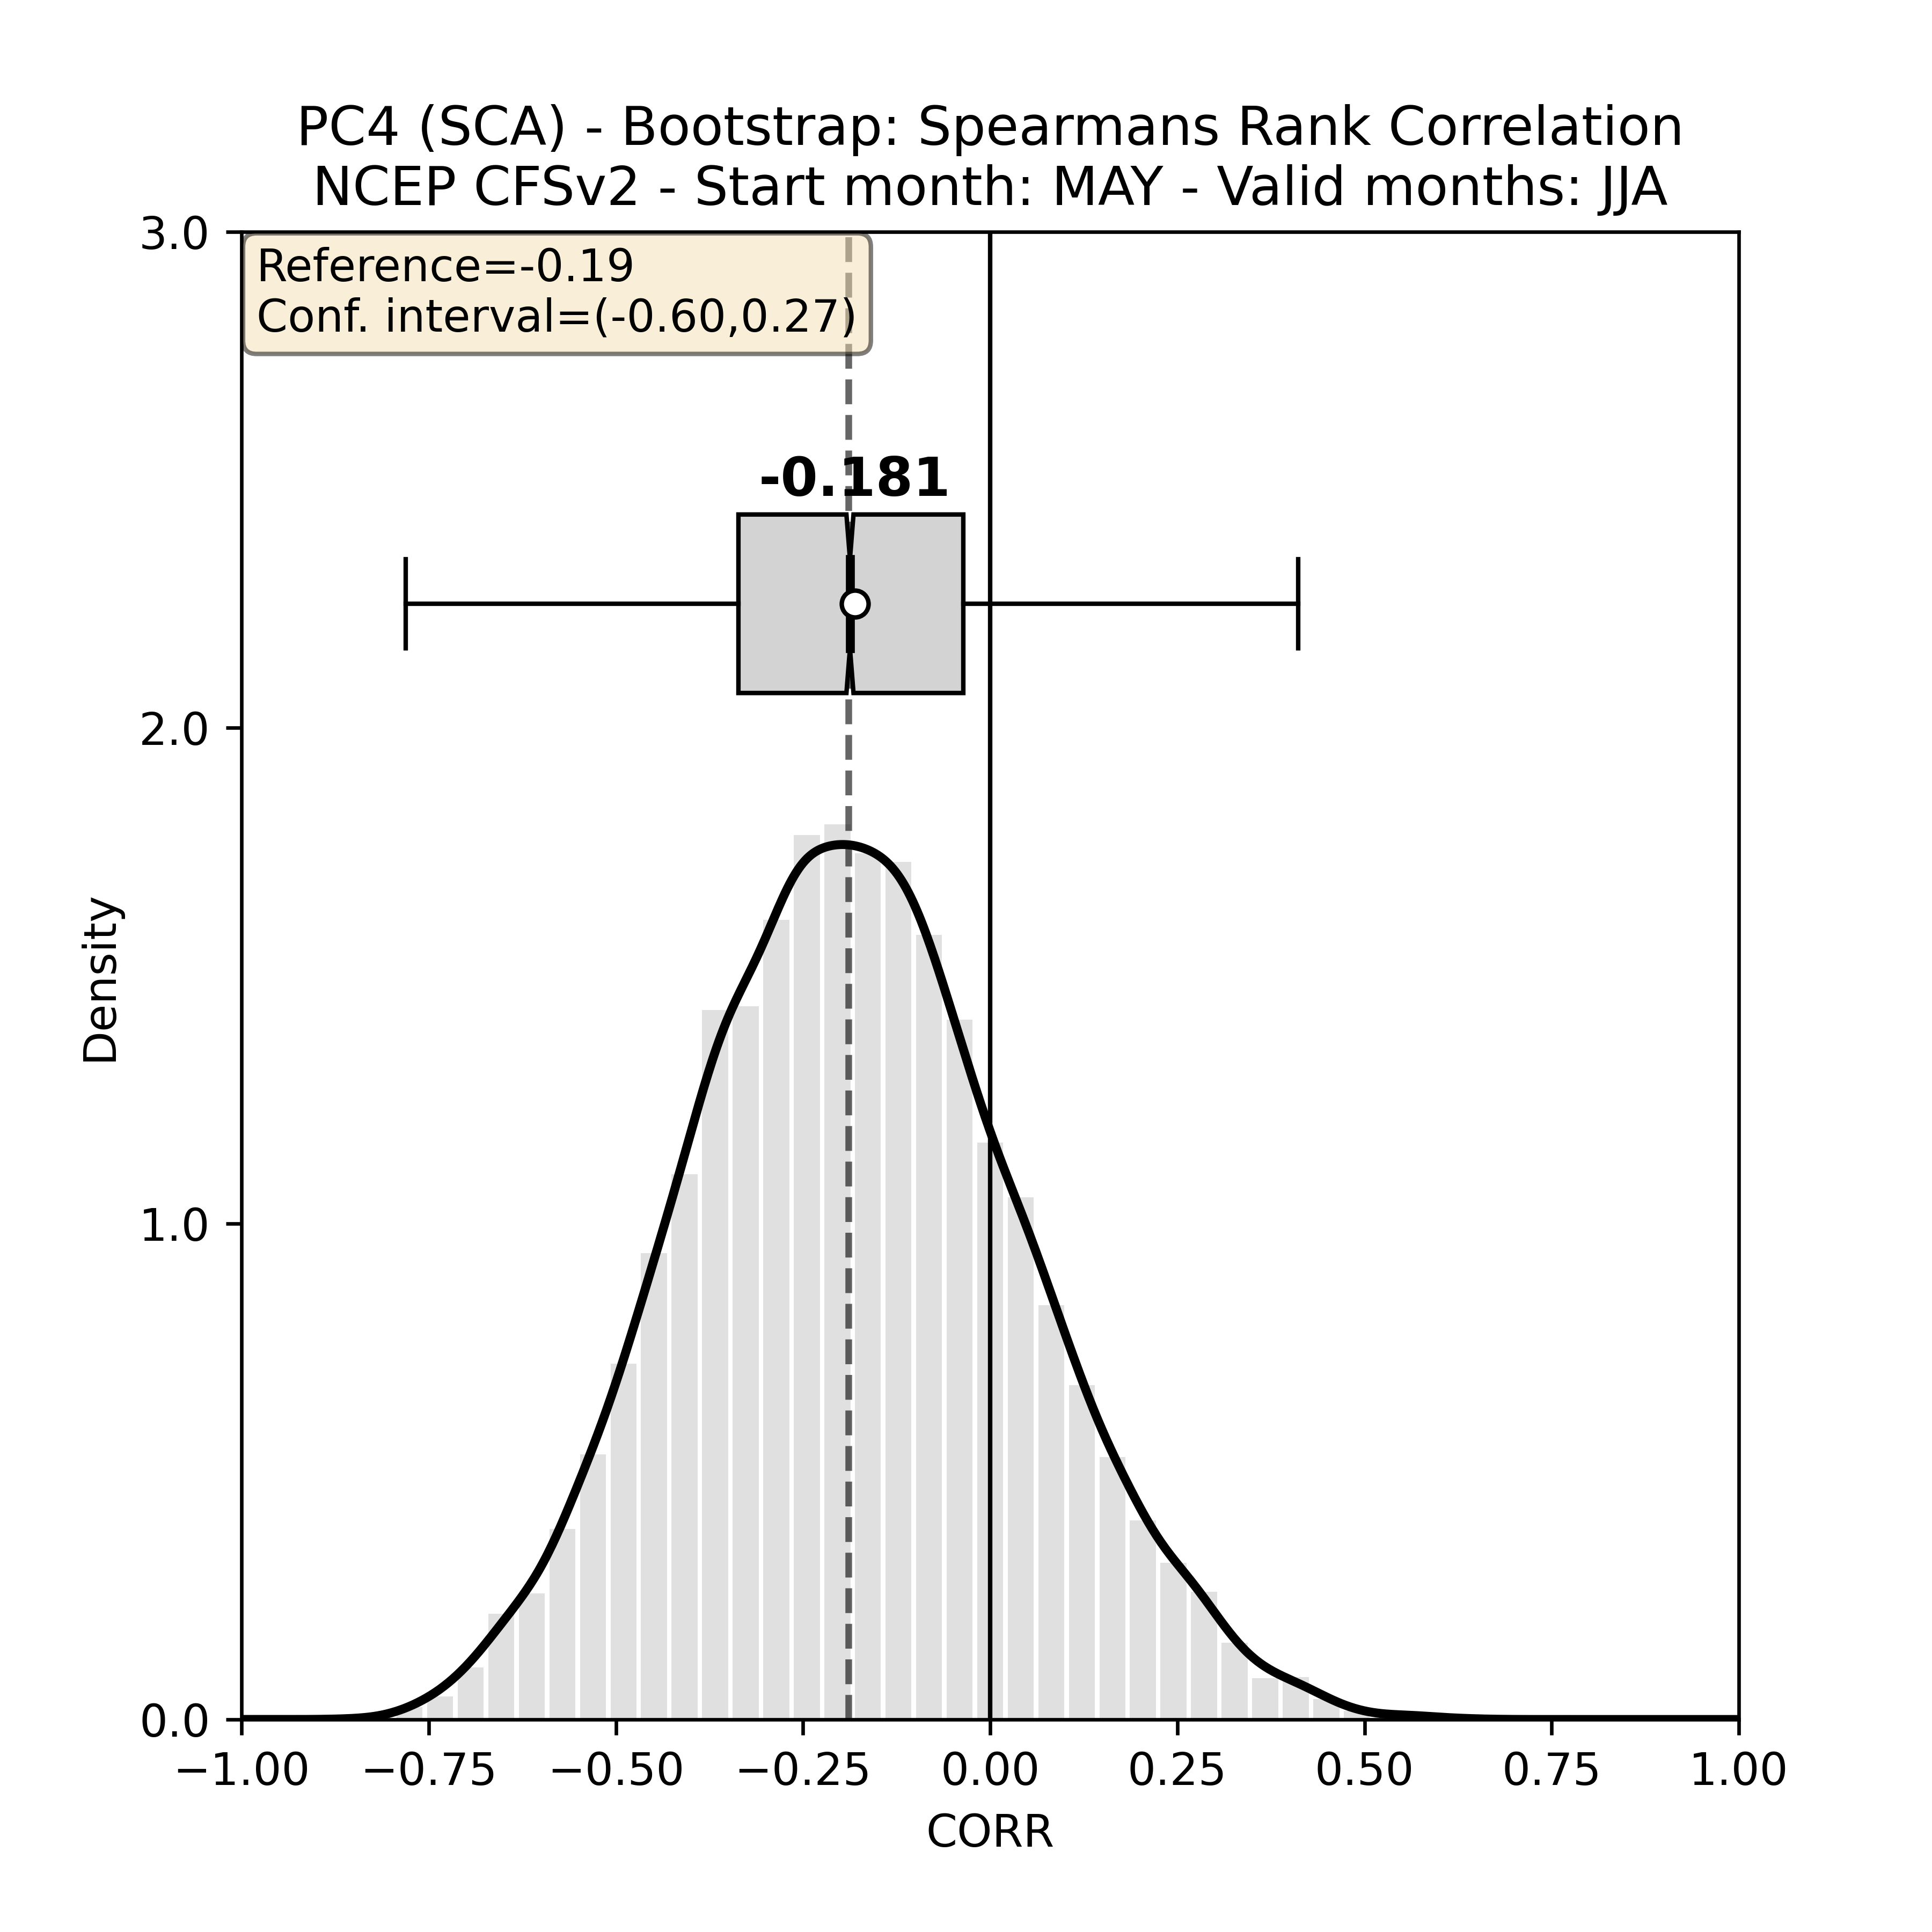 PC4 (SCA) - Bootstrap: Spearmans Rank Correlation
NCEP CFSv2 - Start month: MAY - Valid months: JJA
3.0
Reference=-0.19
Conf. interval=(-0.60,0.27)
-0.181
2.0
Density
1.0
0.0
−1.00 −0.75 −0.50 −0.25 0.00 0.25 0.50 0.75 1.00
CORR